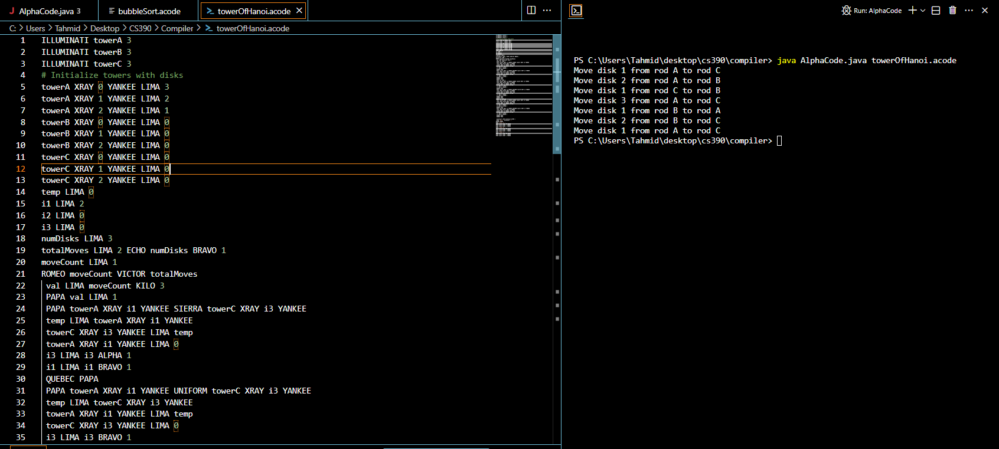 AlphaCode.java 3 bubbleSort.acode towerOfHanoi.acode
C: > Users > Tahmid > Desktop > CS390 > Compiler > towerOfHanoi.acode
1 ILLUMINATI towerA 3
2 ILLUMINATI towerB 3
3 ILLUMINATI towerC 3
4 # Initialize towers with disks
5 towerA XRAY 0 YANKEE LIMA 3
6 towerA XRAY 1 YANKEE LIMA 2
7 towerA XRAY 2 YANKEE LIMA 1
8 towerB XRAY 0 YANKEE LIMA 0
9 towerB XRAY 1 YANKEE LIMA 0
10 towerB XRAY 2 YANKEE LIMA 0
11 towerC XRAY 0 YANKEE LIMA 0
12 towerC XRAY 1 YANKEE LIMA 0
13 towerC XRAY 2 YANKEE LIMA 0
14 temp LIMA 0
15 i1 LIMA 2
16 i2 LIMA 0
17 i3 LIMA 0
18 numDisks LIMA 3
19 totalMoves LIMA 2 ECHO numDisks BRAVO 1
20 moveCount LIMA 1
21 ROMEO moveCount VICTOR totalMoves
22 val LIMA moveCount KILO 3
23 PAPA val LIMA 1
24 PAPA towerA XRAY i1 YANKEE SIERRA towerC XRAY i3 YANKEE
25 temp LIMA towerA XRAY i1 YANKEE
26 towerC XRAY i3 YANKEE LIMA temp
27 towerA XRAY i1 YANKEE LIMA 0
28 i3 LIMA i3 ALPHA 1
29 i1 LIMA i1 BRAVO 1
30 QUEBEC PAPA
31 PAPA towerA XRAY i1 YANKEE UNIFORM towerC XRAY i3 YANKEE
32 temp LIMA towerC XRAY i3 YANKEE
33 towerA XRAY i1 YANKEE LIMA temp
34 towerC XRAY i3 YANKEE LIMA 0
35 i3 LIMA i3 BRAVO 1
Run: AlphaCode
PS C:\Users\Tahmid\desktop\cs390\compiler> java AlphaCode.java towerOfHanoi.acode
Move disk 1 from rod A to rod C
Move disk 2 from rod A to rod B
Move disk 1 from rod C to rod B
Move disk 3 from rod A to rod C
Move disk 1 from rod B to rod A
Move disk 2 from rod B to rod C
Move disk 1 from rod A to rod C
PS C:\Users\Tahmid\desktop\cs390\compiler>